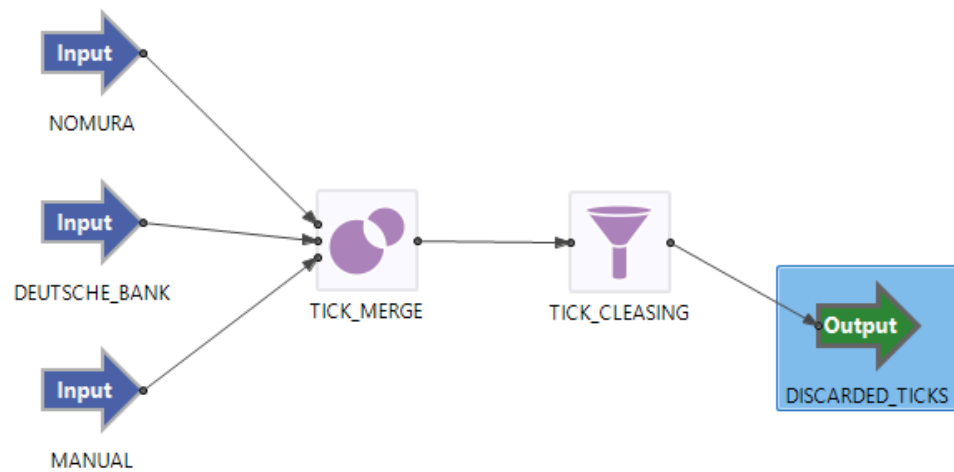 Input
NOMURA
Input
DEUTSCHE_BANK
TICK_MERGE
TICK_CLEASING
Output
DISCARDED_TICKS
Input
MANUAL